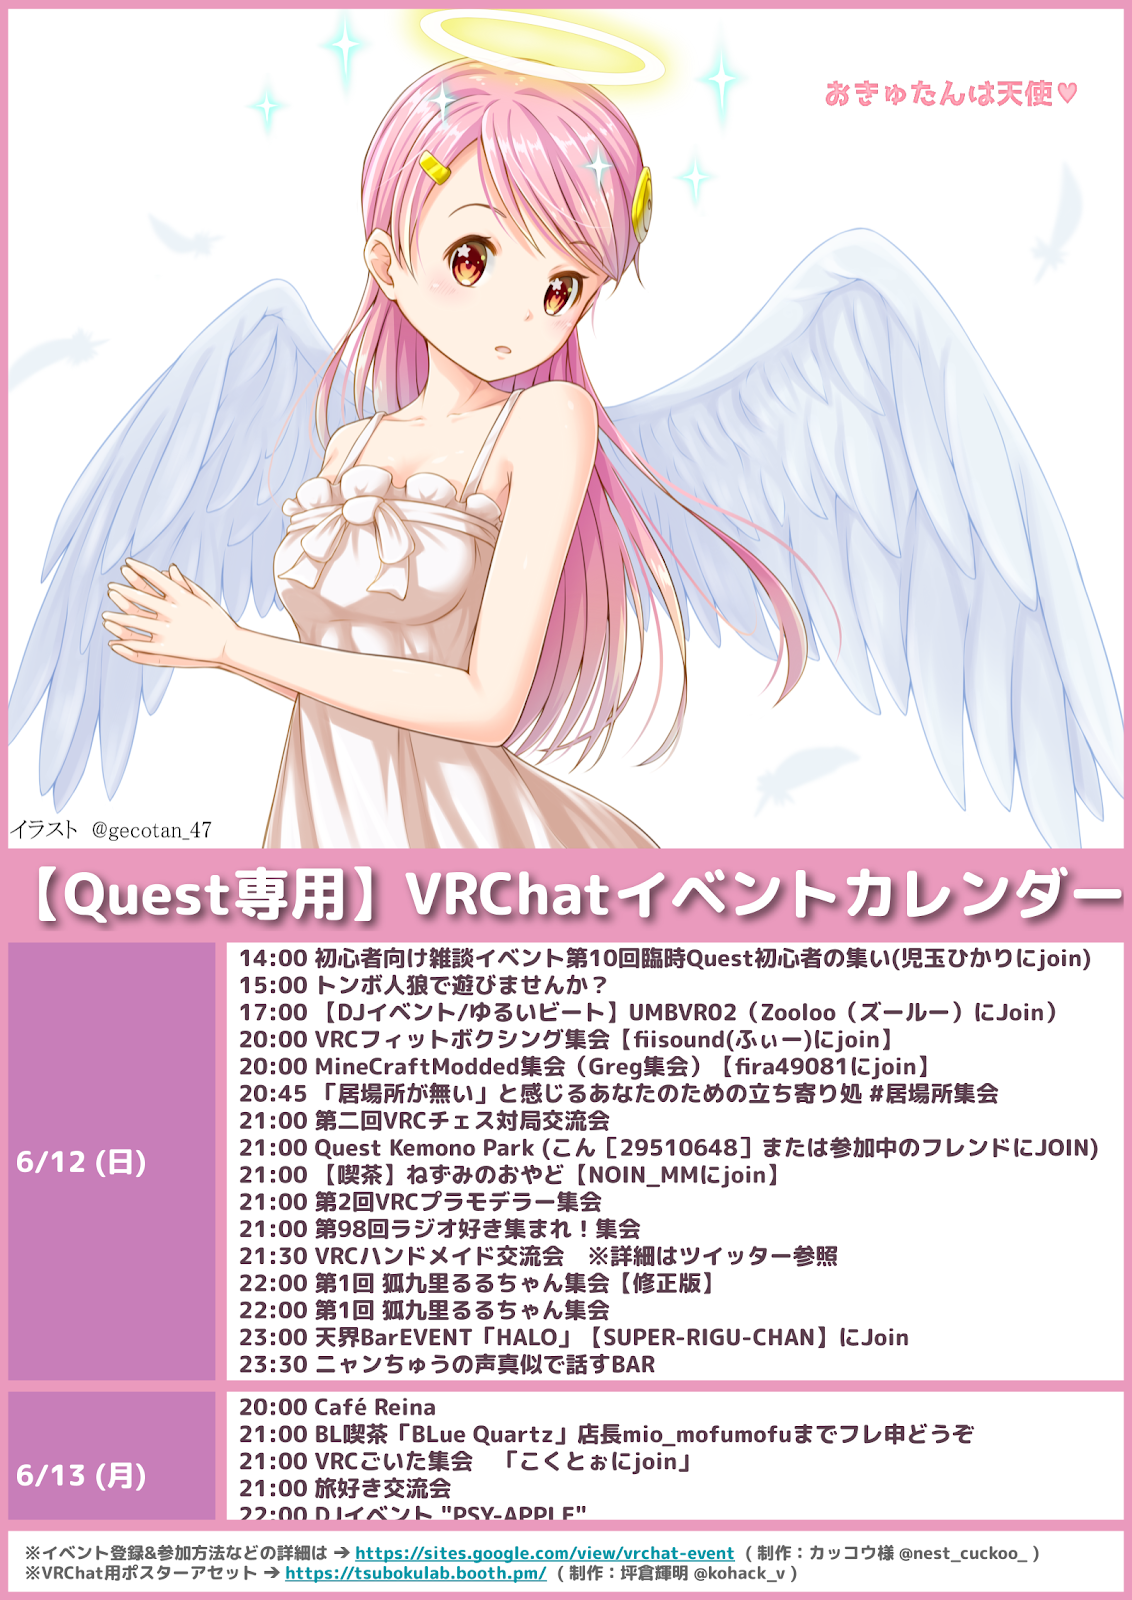 おきゅたんは天使♥
イラスト @gecotan_47
【Quest専用】VRChatイベントカレンダー
6/12 (日)
14:00 初心者向け雑談イベント第10回臨時Quest初心者の集い(児玉ひかりにjoin)
15:00 トンボ人狼で遊びませんか？
17:00 【DJイベント/ゆるいビート】UMBVR02（Zooloo（ズールー）にJoin）
20:00 VRCフィットボクシング集会【fiisound(ふぃー)にjoin】
20:00 MineCraftModded集会（Greg集会）【fira49081にjoin】
20:45 「居場所が無い」と感じるあなたのための立ち寄り処 #居場所集会
21:00 第二回VRCチェス対局交流会
21:00 Quest Kemono Park (こん［29510648］または参加中のフレンドにJOIN)
21:00 【喫茶】ねずみのおやど【NOIN_MMにjoin】
21:00 第2回VRCプラモデラー集会
21:00 第98回ラジオ好き集まれ！集会
21:30 VRCハンドメイド交流会　※詳細はツイッター参照
22:00 第1回 狐九里るるちゃん集会【修正版】
22:00 第1回 狐九里るるちゃん集会
23:00 天界BarEVENT「HALO」【SUPER-RIGU-CHAN】にJoin
23:30 ニャンちゅうの声真似で話すBAR
6/13 (月)
20:00 Café Reina
21:00 BL喫茶「BLue Quartz」店長mio_mofumofuまでフレ申どうぞ
21:00 VRCごいた集会　「こくとぉにjoin」
21:00 旅好き交流会
22:00 DJイベント "PSY-APPLE"
※イベント登録&参加方法などの詳細は → https://sites.google.com/view/vrchat-event （制作：カッコウ様 @nest_cuckoo_ ）
※VRChat用ポスターアセット → https://tsubokulab.booth.pm/ （制作：坪倉輝明 @kohack_v ）